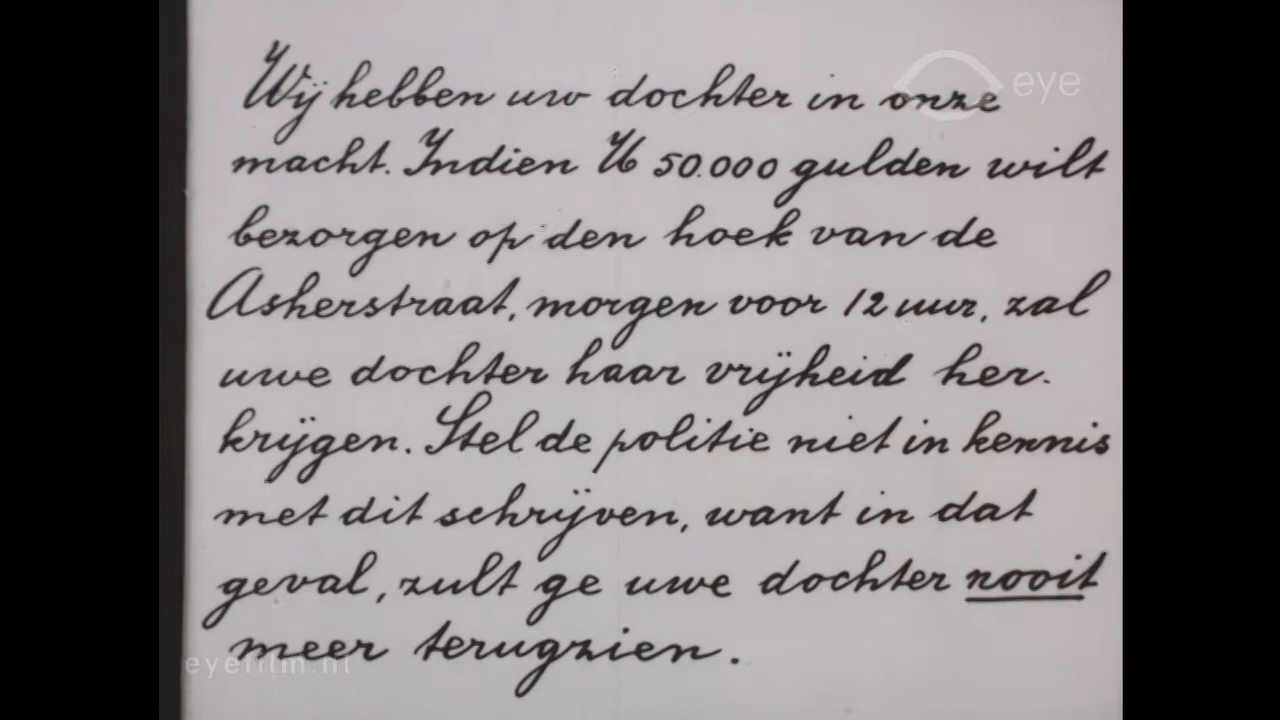 eye
Wij hebben uw dochter in onze
macht. Indien U 50.000 gulden wilt
bezorgen op den hoek van de
Asherstraat, morgen voor 12 uur, zal
uwe dochter haar vrijheid her-
krijgen. Stel de politie niet in kennis
met dit schrijven, want in dat
geval, zult ge uwe dochter nooit
meer terugzien.
eyefilm.nl